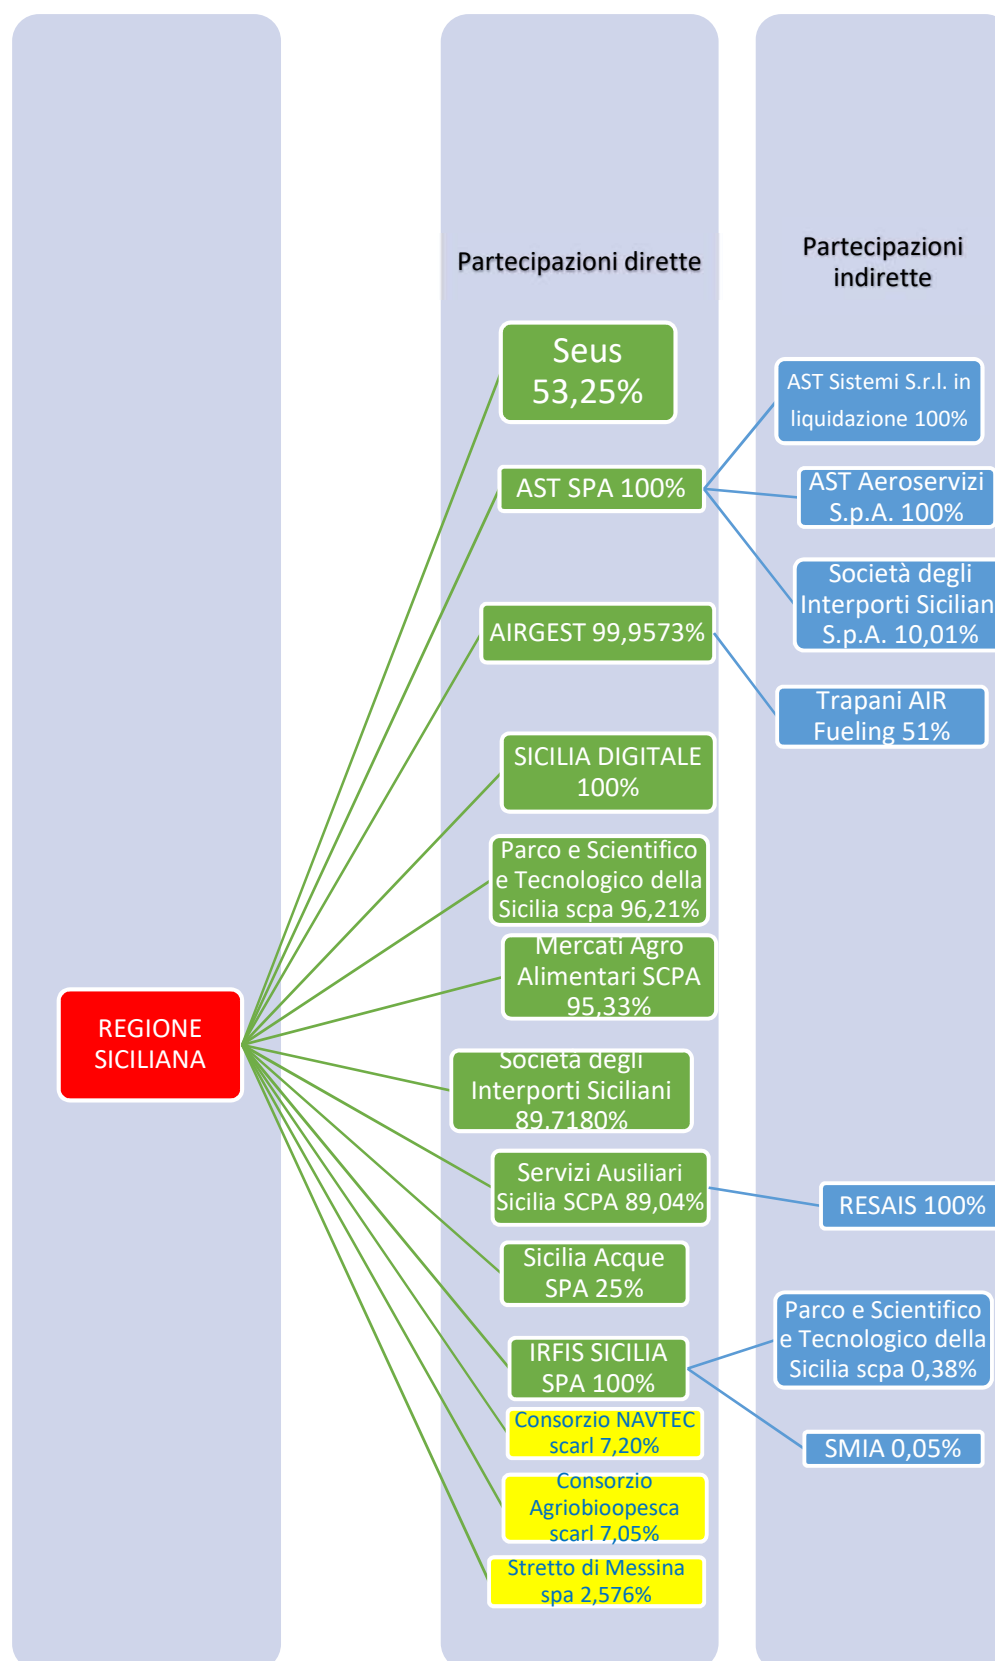 Partecipazioni dirette
Partecipazioni
indirette
REGIONE
SICILIANA
Seus
53,25%
AST SPA 100%
AIRGEST 99,9573%
SICILIA DIGITALE
100%
Parco e Scientifico
e Tecnologico della
Sicilia scpa 96,21%
Mercati Agro
Alimentari SCPA
95,33%
Società degli
Interporti Siciliani
89,7180%
Servizi Ausiliari
Sicilia SCPA 89,04%
Sicilia Acque
SPA 25%
IRFIS SICILIA
SPA 100%
Consorzio NAVTEC
scarl 7,20%
Consorzio
Agriobioopesca
scarl 7,05%
Stretto di Messina
spa 2,576%
AST Sistemi S.r.l. in
liquidazione 100%
AST Aeroservizi
S.p.A. 100%
Società degli
Interporti Sicilian
S.p.A. 10,01%
Trapani AIR
Fueling 51%
RESAIS 100%
Parco e Scientifico
e Tecnologico della
Sicilia scpa 0,38%
SMIA 0,05%